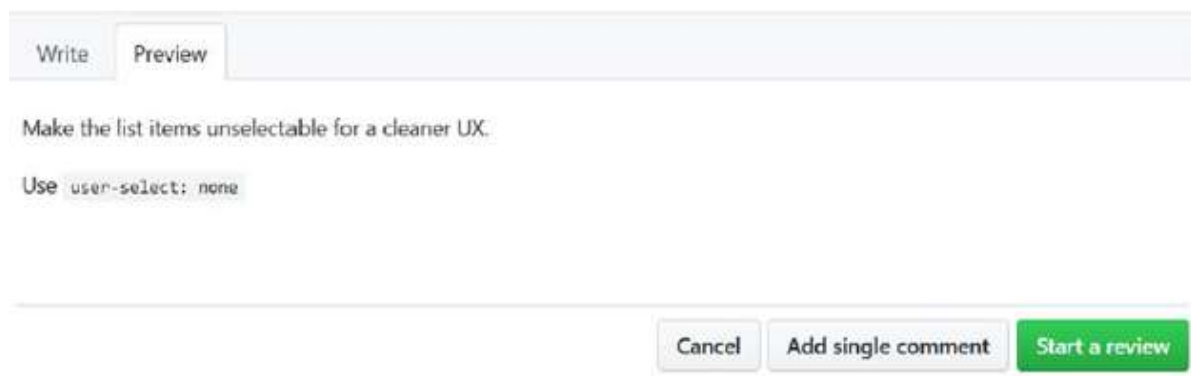 Write Preview
Make the list items unselectable for a cleaner UX.
Use user-select: none
Cancel Add single comment Start a review